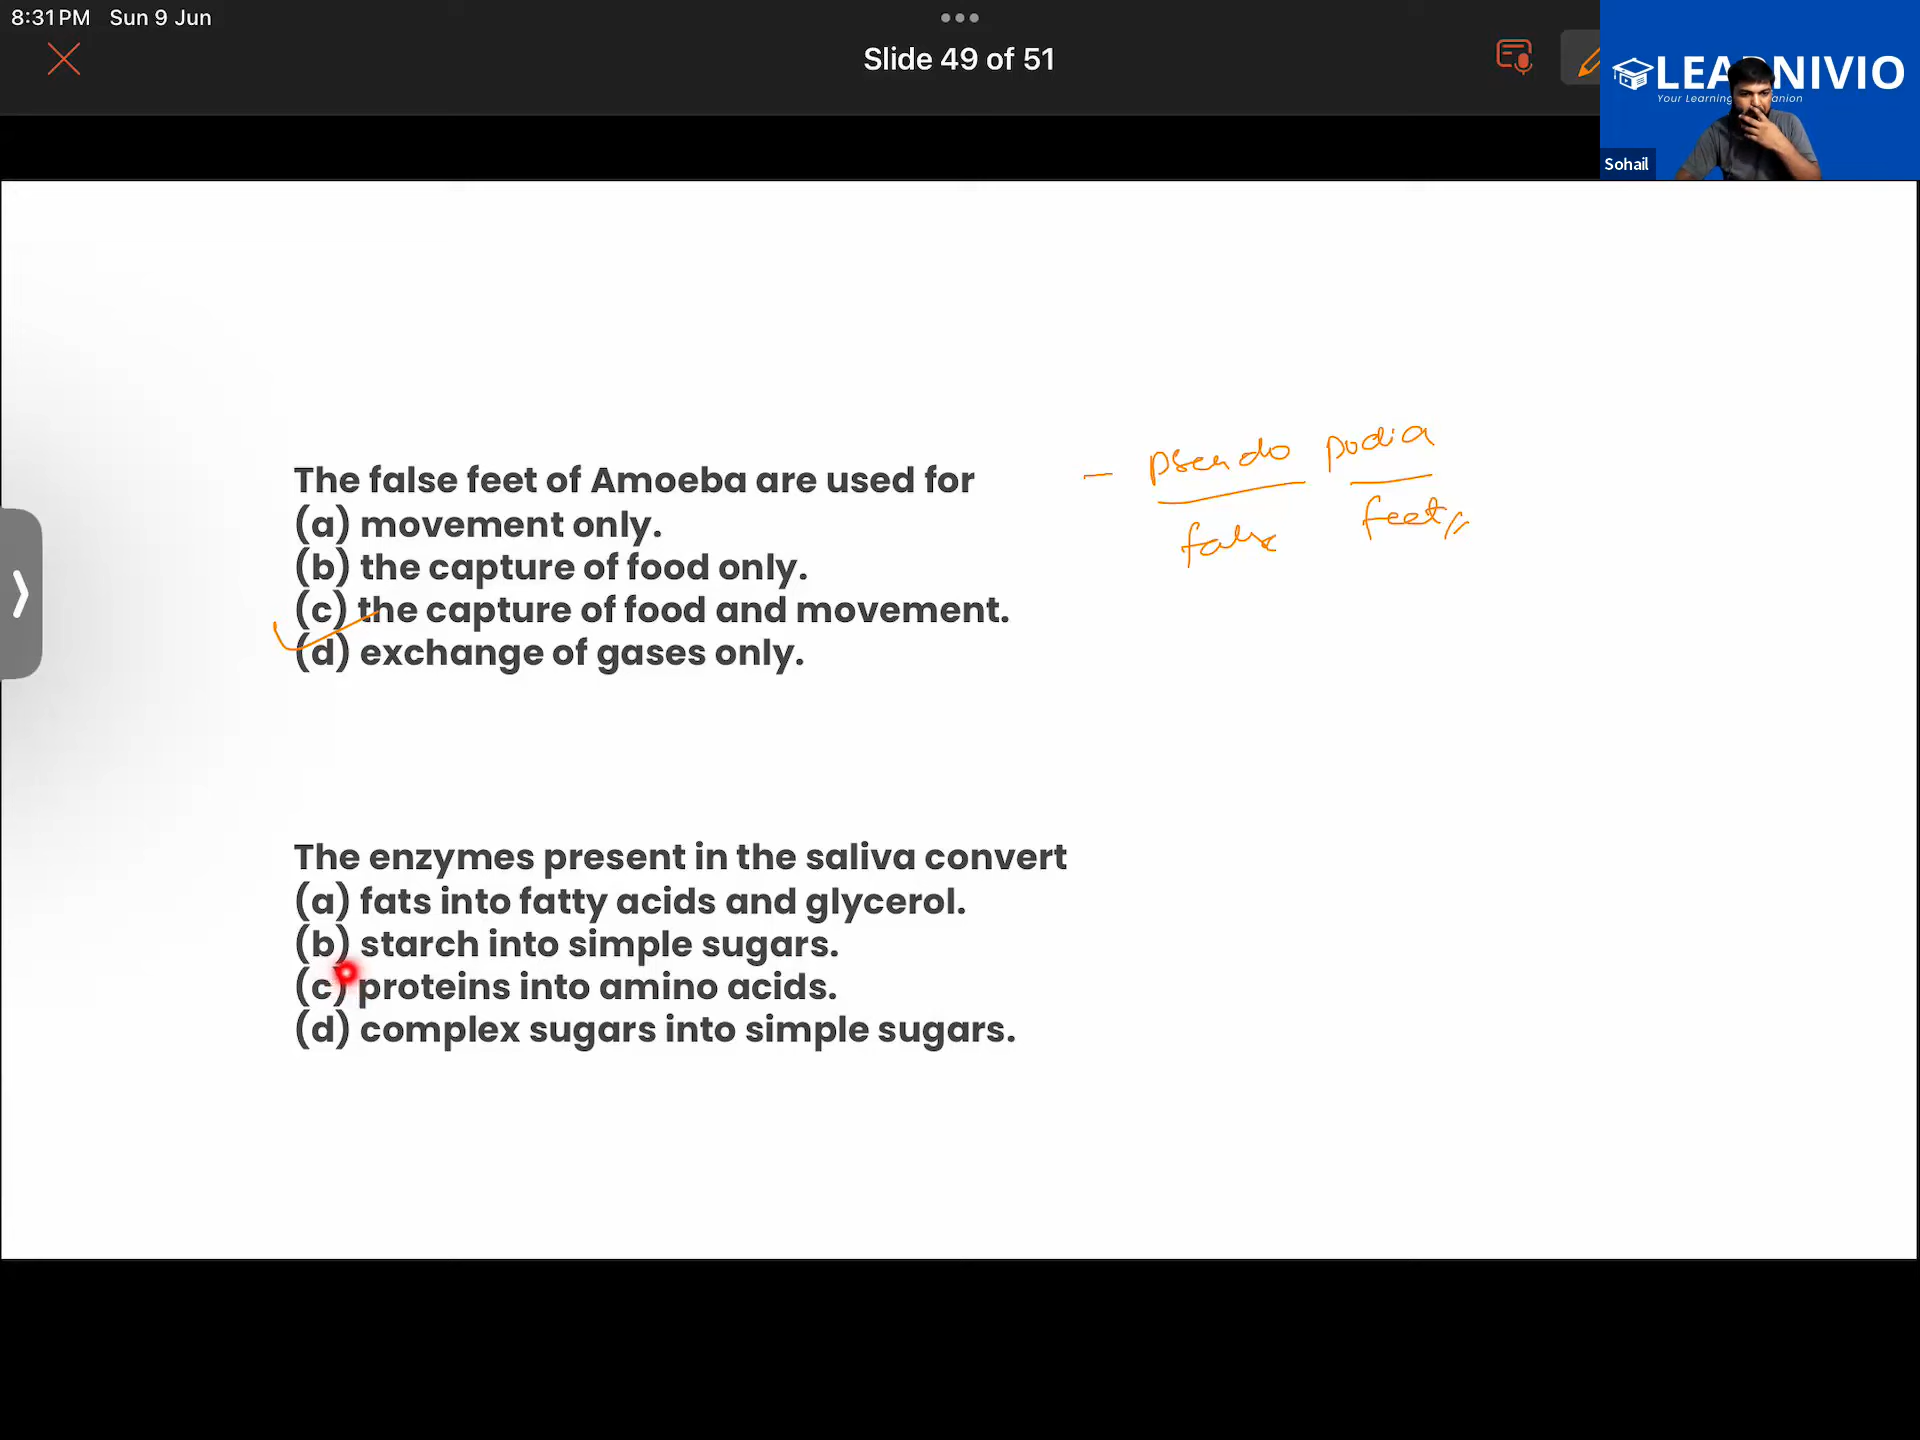 8:31 PM Sun 9 Jun
Slide 49 of 51
LEARNIVIO
Your Learning
Sohail
The false feet of Amoeba are used for
(a) movement only.
(b) the capture of food only.
(c) the capture of food and movement.
(d) exchange of gases only.
- pseudo podia
false feet
The enzymes present in the saliva convert
(a) fats into fatty acids and glycerol.
(b) starch into simple sugars.
(c) proteins into amino acids.
(d) complex sugars into simple sugars.